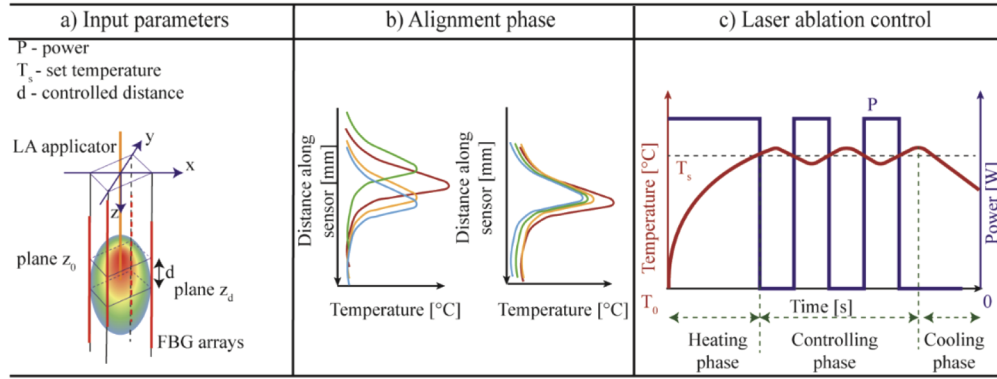 a) Input parameters
P - power
Ts - set temperature
d - controlled distance
LA applicator
y
x
z
plane z0
d
plane zd
FBG arrays
b) Alignment phase
Distance along
sensor [mm]
Temperature [°C]
Distance along
sensor [mm]
Temperature [°C]
c) Laser ablation control
P
Ts
Temperature [°C]
Power [W]
T0
Time [s]
0
Heating
phase
Controlling
phase
Cooling
phase